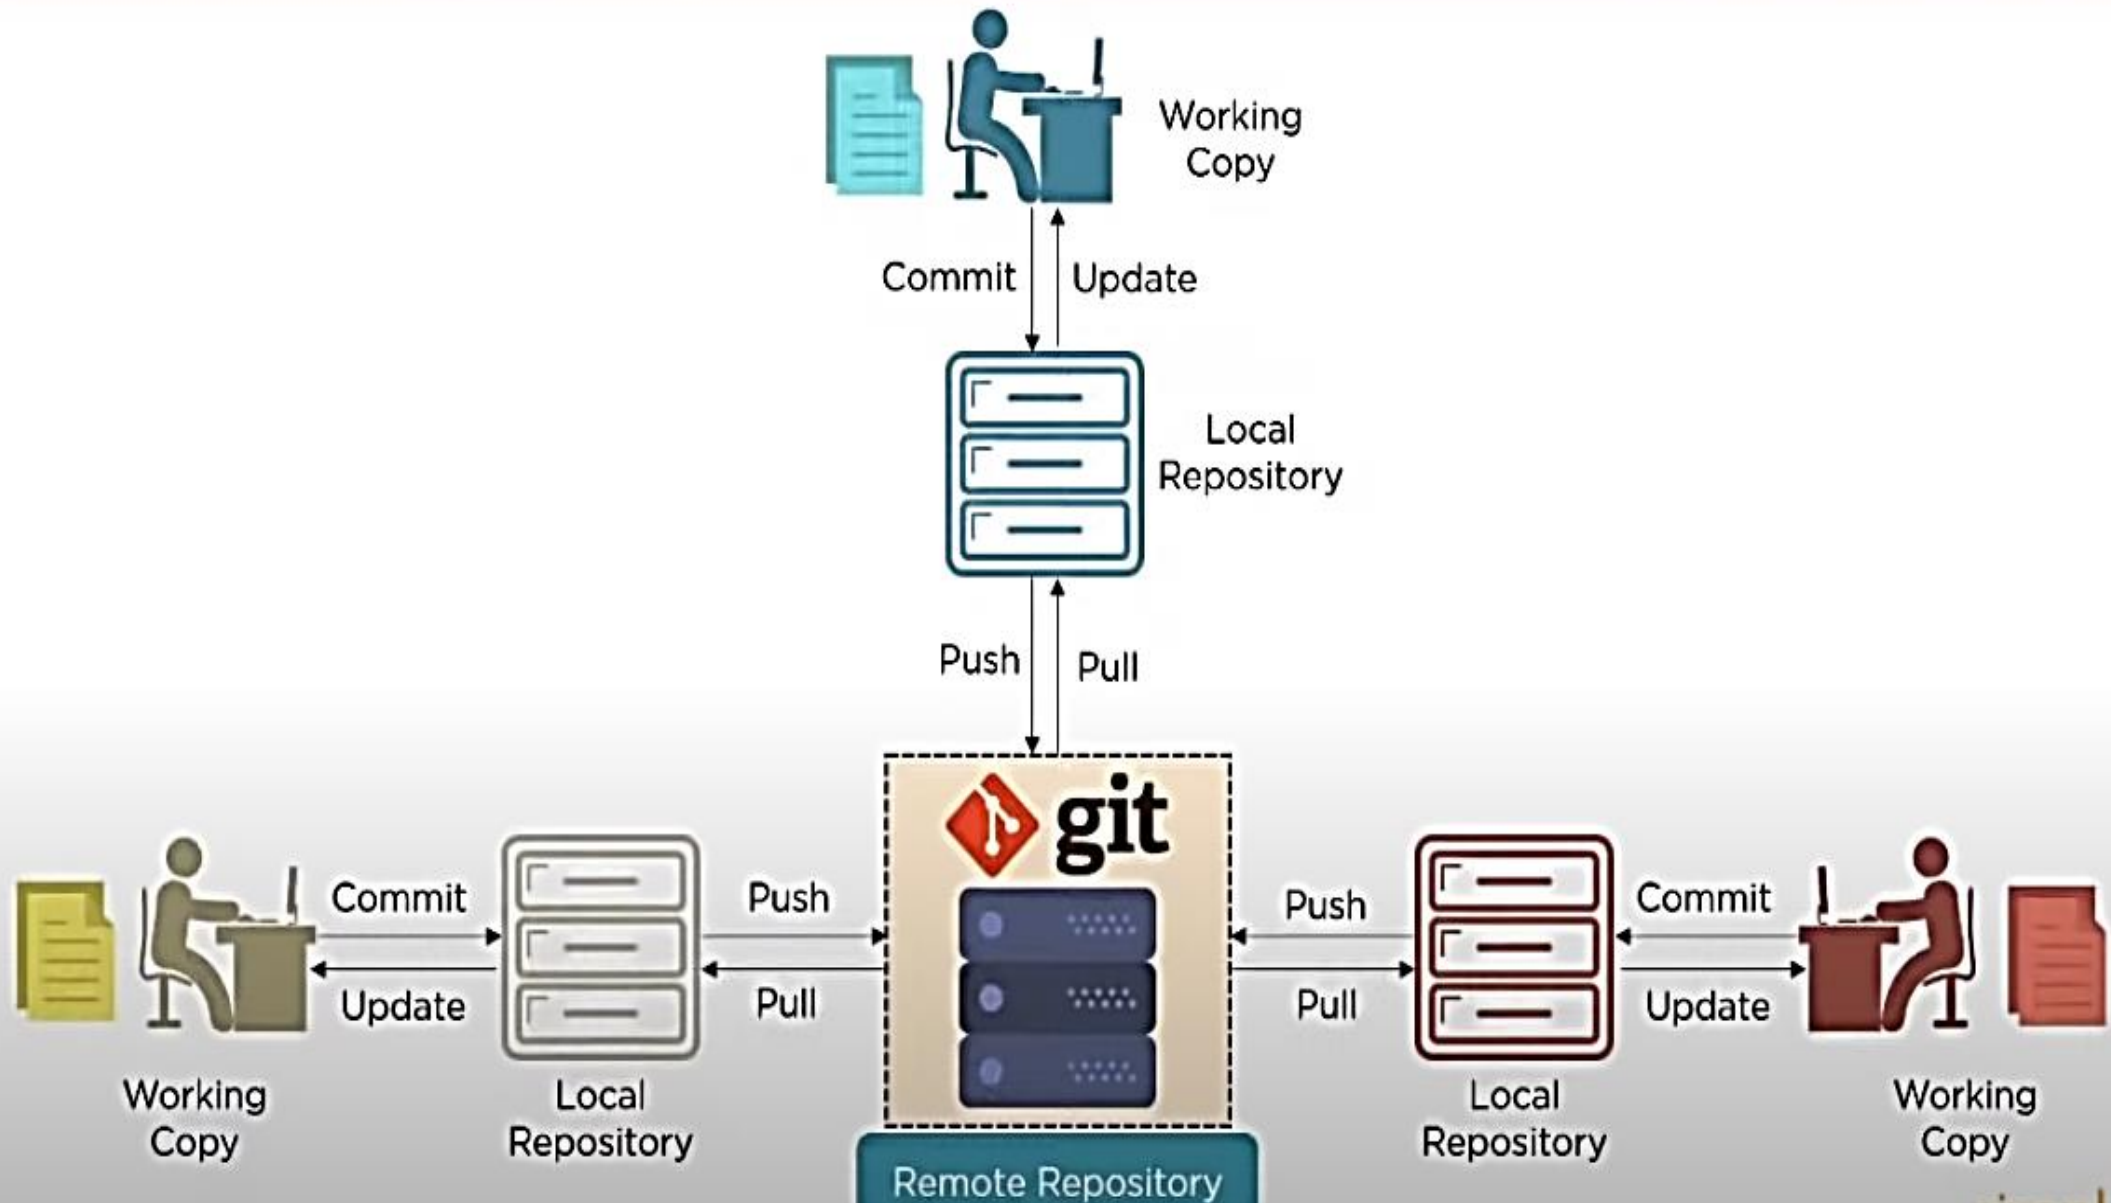 Working
Copy
Commit
Update
Local
Repository
Push
Pull
git
Commit
Push
Push
Commit
Update
Pull
Pull
Update
Working
Copy
Local
Repository
Local
Repository
Working
Copy
Remote Repository